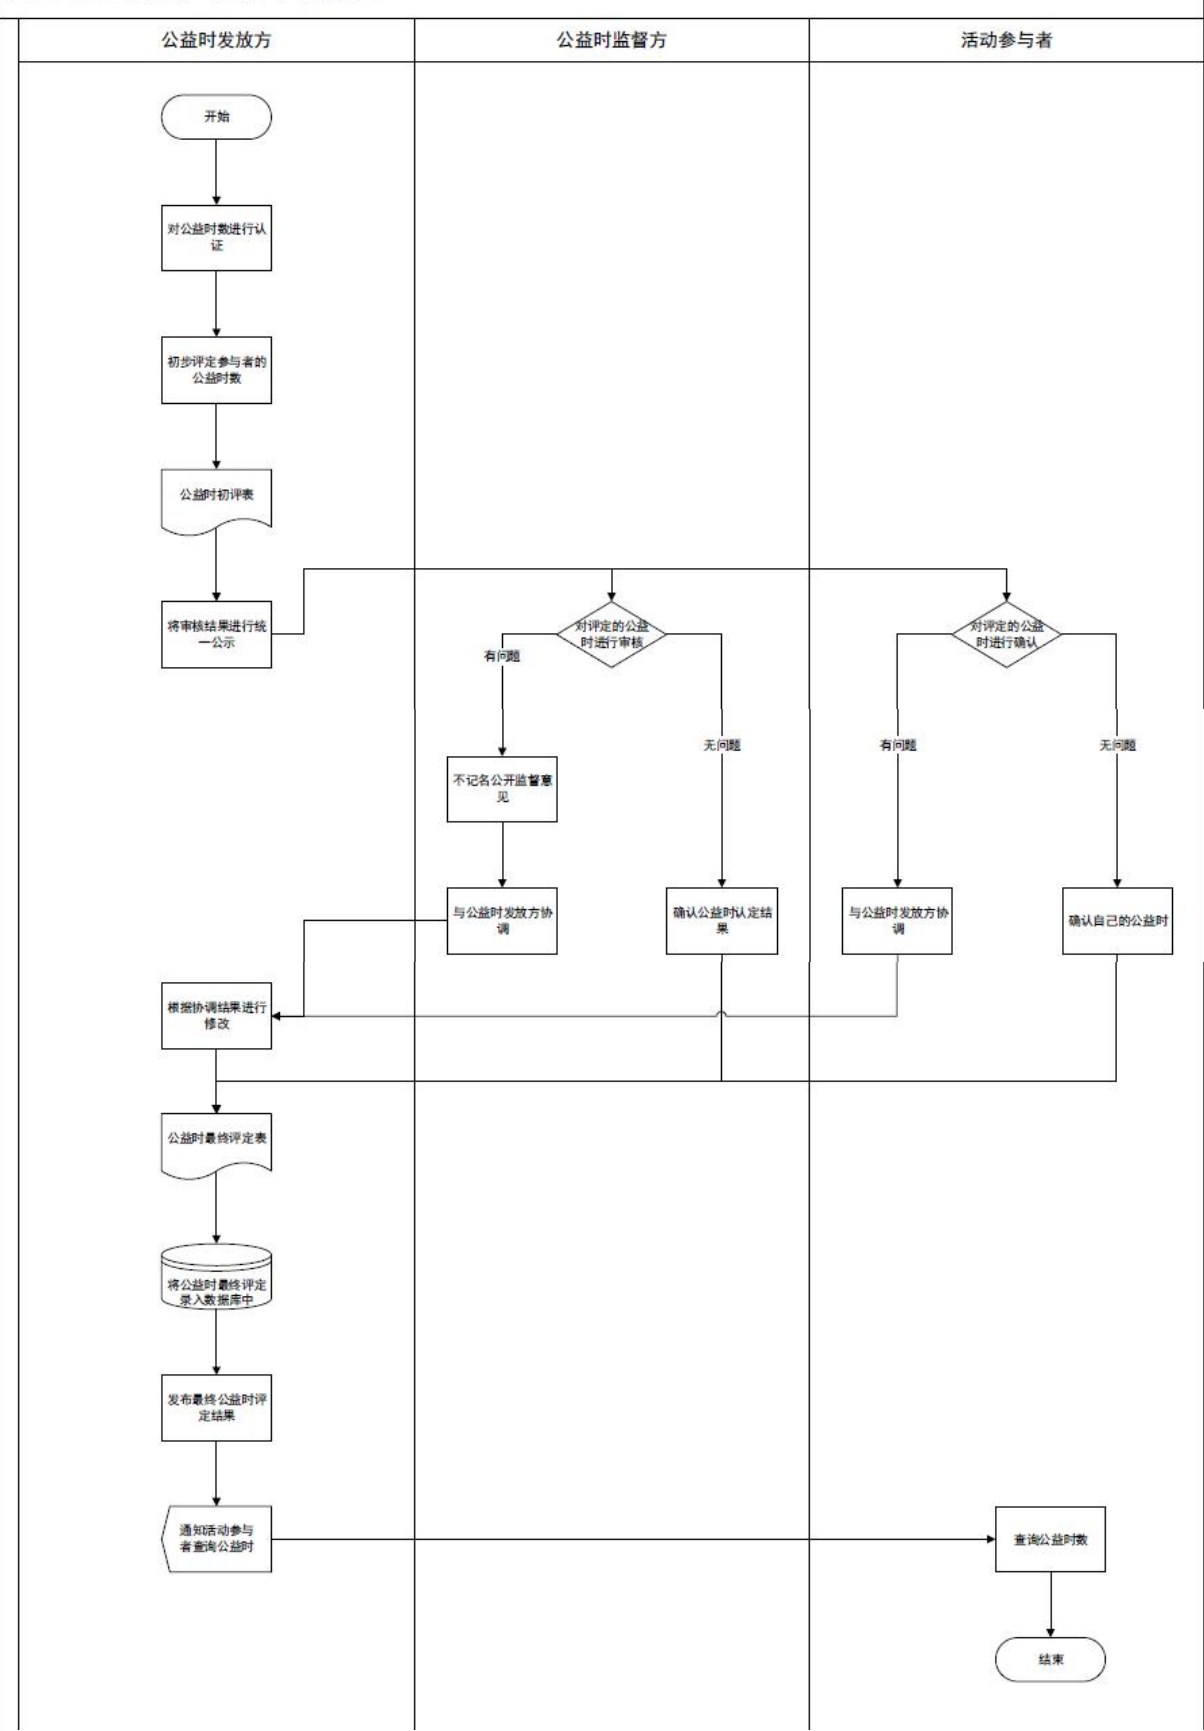 公益时发放方
公益时监督方
活动参与者
开始
对公益时数进行认
证
初步评定参与者的
公益时数
公益时初评表
将审核结果进行统
一公示
对评定的公益
时进行审核
对评定的公益
时进行确认
有问题
无问题
有问题
无问题
不记名公开监督意
见
与公益时发放方协
调
确认公益时认定结
果
与公益时发放方协
调
确认自己的公益时
根据协调结果进行
修改
公益时最终评定表
将公益时最终评定
录入数据库中
发布最终公益时评
定结果
通知活动参与
者查询公益时
查询公益时数
结束